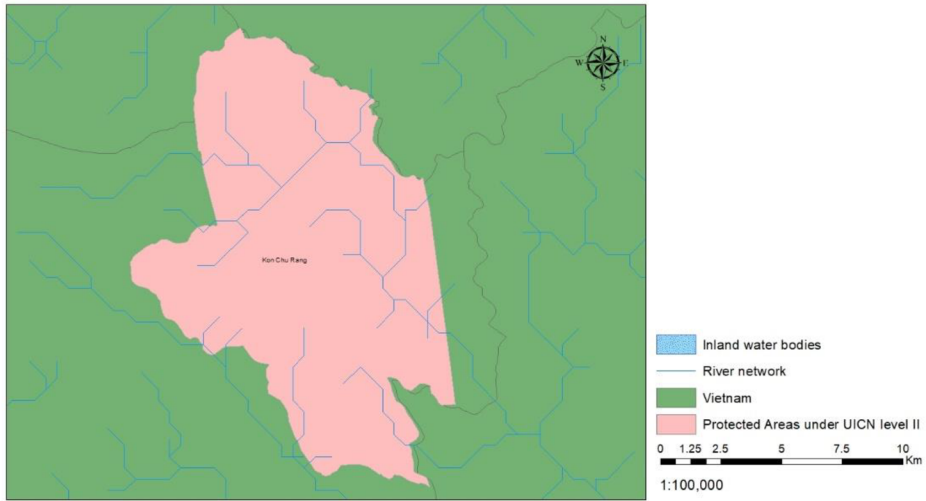 N
W E
S
Kon Chu Rang
Inland water bodies
River network
Vietnam
Protected Areas under UICN level II
0 1.25 2.5 5 7.5 10
Km
1:100,000